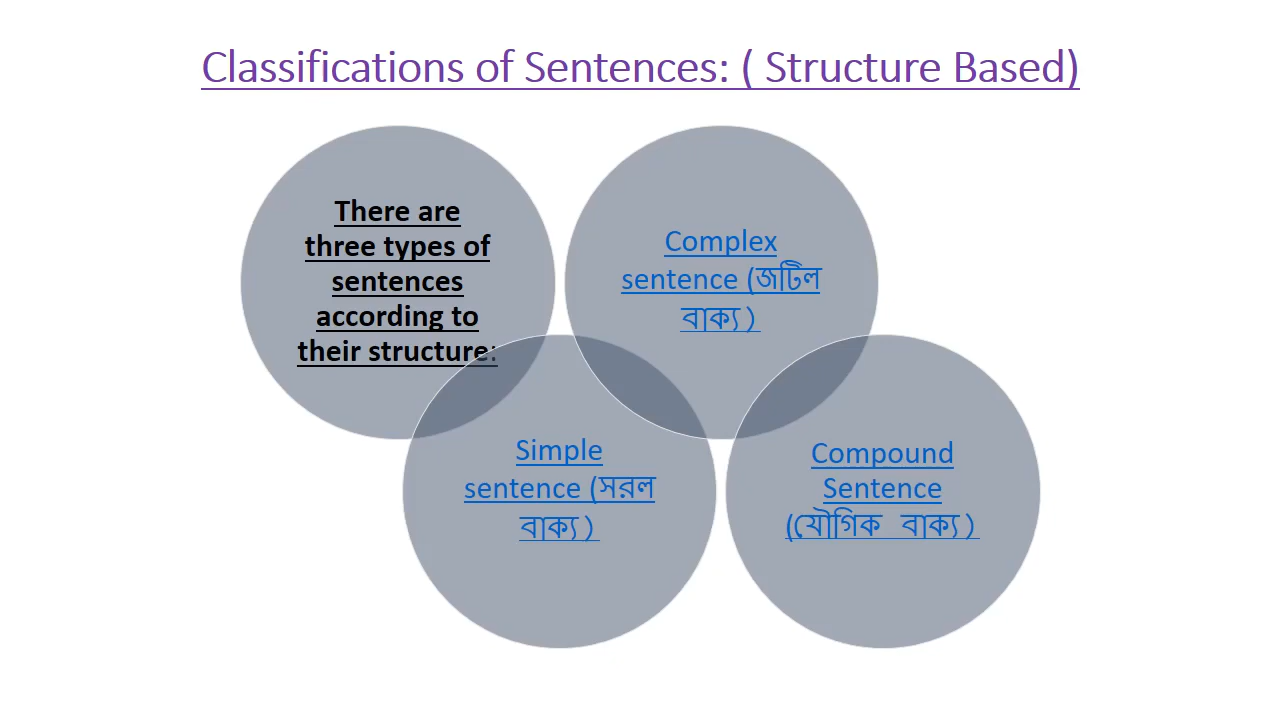 Classifications of Sentences: ( Structure Based)
There are
three types of
sentences
according to
their structure:
Simple
sentence (সরল
বাক্য )
Complex
sentence (জটিল
বাক্য )
Compound
Sentence
(যৌগিক বাক্য )